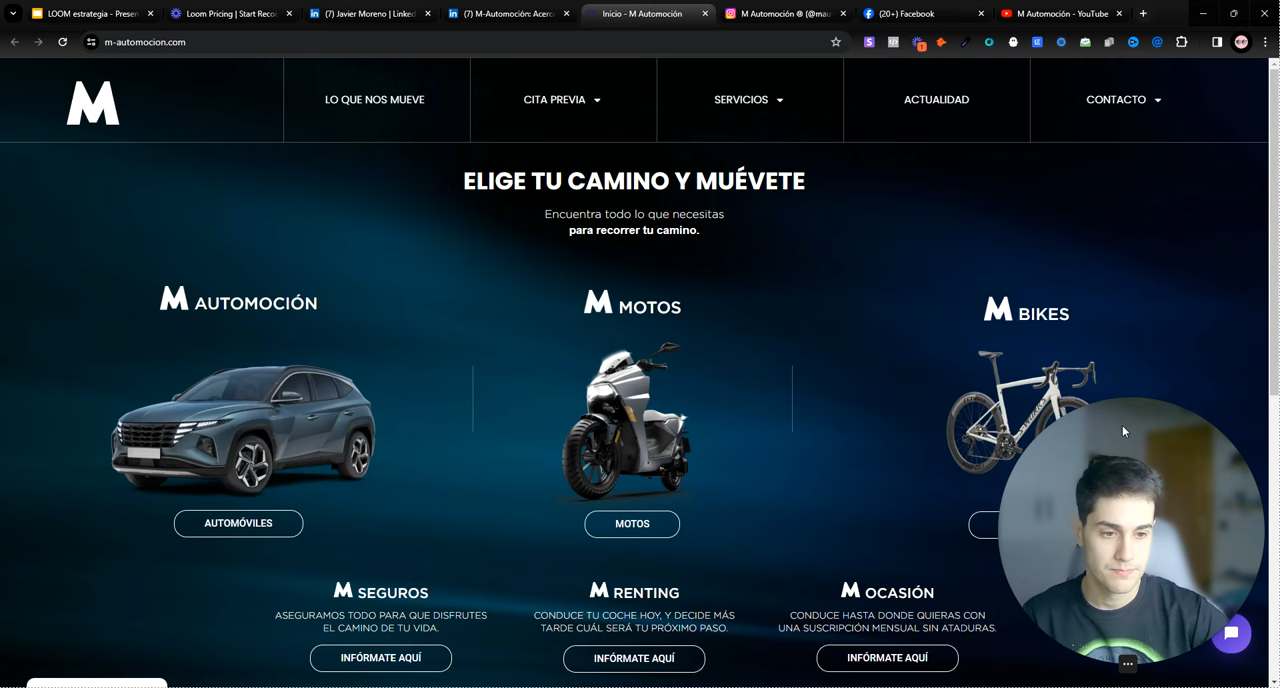 LOOM estrategia - Presen
Loom Pricing | Start Recor
(7) Javier Moreno | Linked
(7) M-Automoción: Acerca
Inicio - M Automoción
M Automoción ® (@mau
(20+) Facebook
M Automoción - YouTube
m-automocion.com
M
LO QUE NOS MUEVE
CITA PREVIA
SERVICIOS
ACTUALIDAD
CONTACTO
ELIGE TU CAMINO Y MUÉVETE
Encuentra todo lo que necesitas
para recorrer tu camino.
M AUTOMOCIÓN
M MOTOS
M BIKES
AUTOMÓVILES
MOTOS
M SEGUROS
ASEGURAMOS TODO PARA QUE DISFRUTES
EL CAMINO DE TU VIDA.
INFÓRMATE AQUÍ
M RENTING
CONDUCE TU COCHE HOY, Y DECIDE MÁS
TARDE CUÁL SERÁ TU PRÓXIMO PASO.
INFÓRMATE AQUÍ
M OCASIÓN
CONDUCE HASTA DONDE QUIERAS CON
UNA SUSCRIPCIÓN MENSUAL SIN ATADURAS.
INFÓRMATE AQUÍ